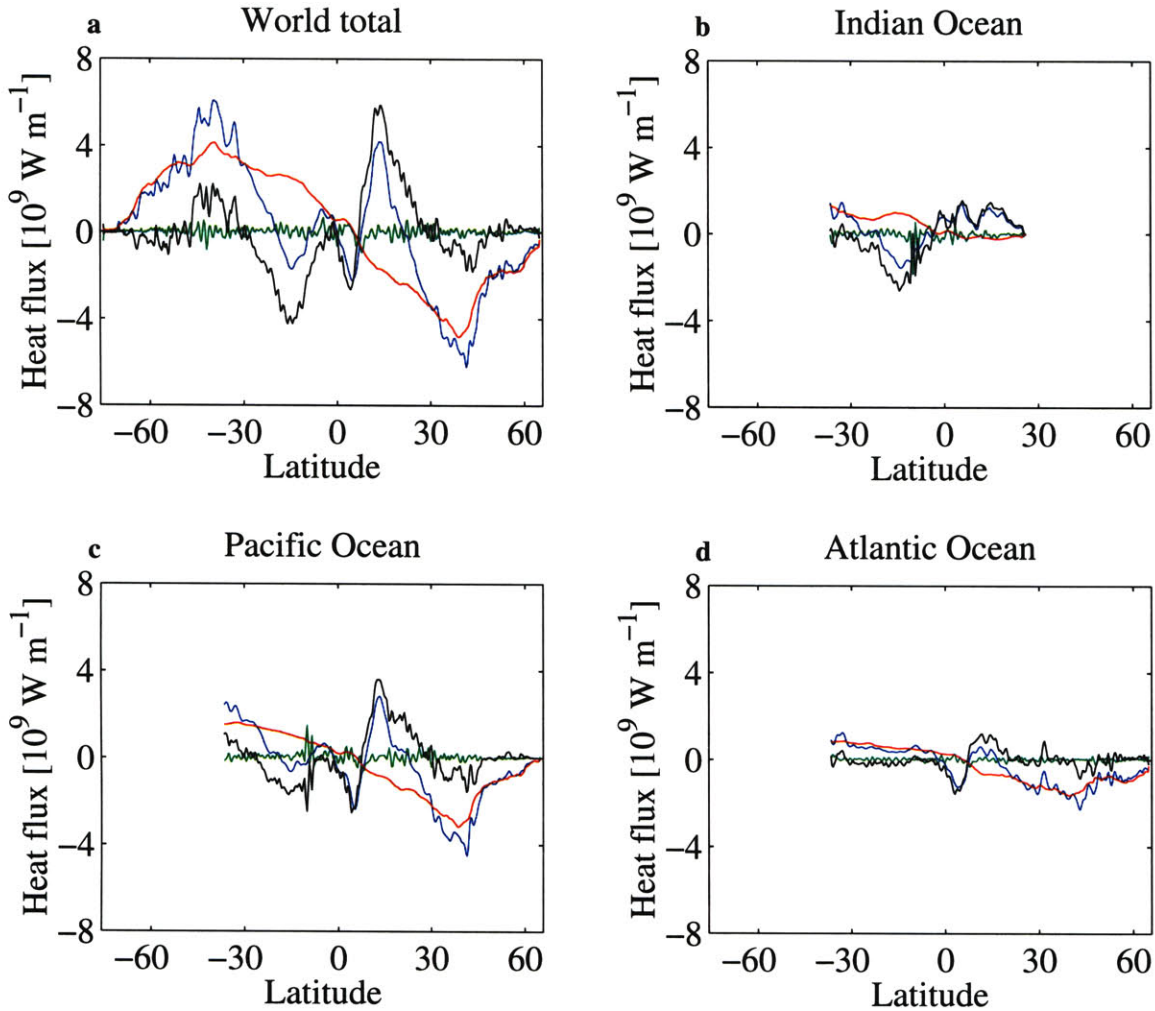 a World total
8
4
0
−4
−8
Heat flux [10⁹ W m⁻¹]
−60 −30 0 30 60
Latitude
b Indian Ocean
8
4
0
−4
−8
Heat flux [10⁹ W m⁻¹]
−60 −30 0 30 60
Latitude
c Pacific Ocean
8
4
0
−4
−8
Heat flux [10⁹ W m⁻¹]
−60 −30 0 30 60
Latitude
d Atlantic Ocean
8
4
0
−4
−8
Heat flux [10⁹ W m⁻¹]
−60 −30 0 30 60
Latitude